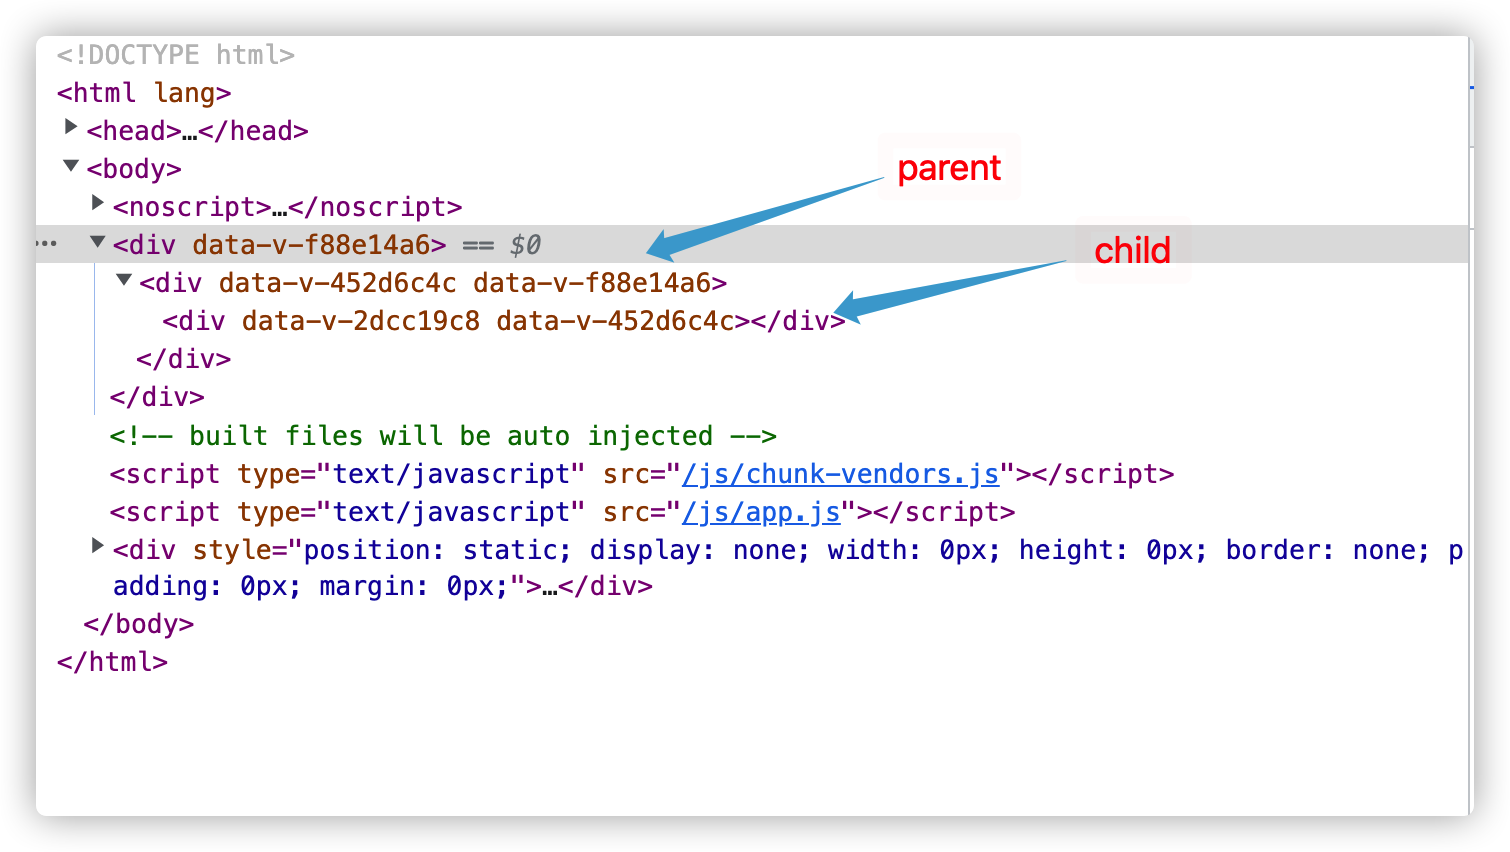 <!DOCTYPE html>
<html lang>
<head>…</head>
<body>
parent
<noscript>…</noscript>
<div data-v-f88e14a6> == $0
child
<div data-v-452d6c4c data-v-f88e14a6>
<div data-v-2dcc19c8 data-v-452d6c4c></div>
</div>
</div>
<!-- built files will be auto injected -->
<script type="text/javascript" src="/js/chunk-vendors.js"></script>
<script type="text/javascript" src="/js/app.js"></script>
<div style="position: static; display: none; width: 0px; height: 0px; border: none; p
adding: 0px; margin: 0px;">…</div>
</body>
</html>